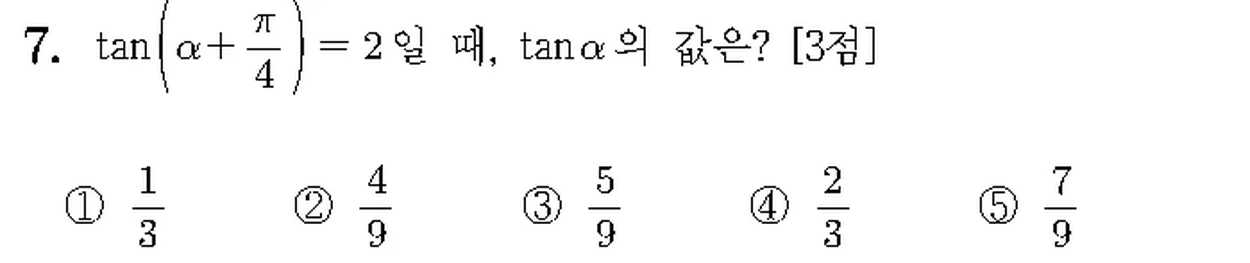 7. tan(α + π/4) = 2 일 때, tan α 의 값은? [3점]
① 1/3 ② 4/9 ③ 5/9 ④ 2/3 ⑤ 7/9